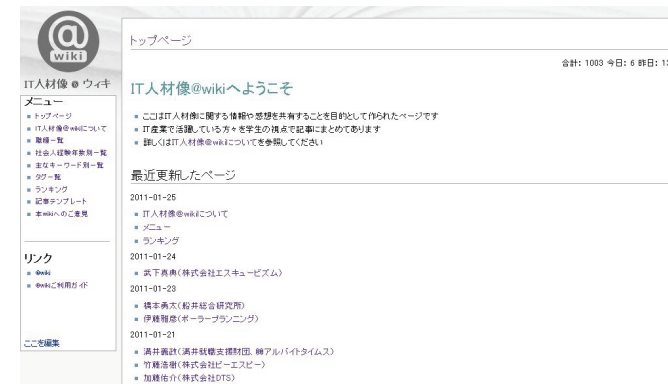 @
wiki
IT人材像 @ ウィキ
メニュー
トップページ
IT人材像@wikiについて
職種一覧
社会人経験年数別一覧
主なキーワード別一覧
タグ一覧
ランキング
記事テンプレート
本wikiへのご意見
リンク
@wiki
@wikiご利用ガイド
ここを編集
トップページ
合計: 1003 今日: 6 昨日: 13
IT人材像@wikiへようこそ
ここはIT人材像に関する情報や感想を共有することを目的として作られたページです
IT産業で活躍している方々を学生の視点で記事にまとめてあります
詳しくはIT人材像@wikiについてを参照してください
最近更新したページ
2011-01-25
IT人材像@wikiについて
メニュー
ランキング
2011-01-24
武下真典(株式会社エスキュービズム)
2011-01-23
橋本勇太(船井総合研究所)
伊藤雅彦(ポーラープランニング)
2011-01-21
満井義政(満井就職支援財団、㈱アルバイトタイムス)
竹藤浩樹(株式会社ピーエスピー)
加藤佑介(株式会社DTS)